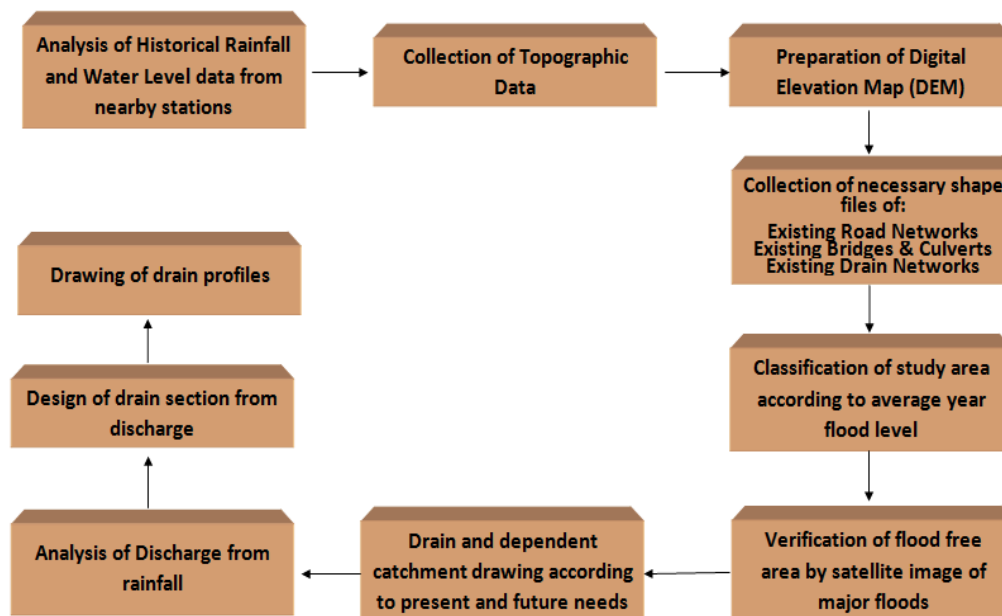 Analysis of Historical Rainfall
and Water Level data from
nearby stations
Collection of Topographic
Data
Preparation of Digital
Elevation Map (DEM)
Collection of necessary shape
files of:
Existing Road Networks
Existing Bridges & Culverts
Existing Drain Networks
Classification of study area
according to average year
flood level
Verification of flood free
area by satellite image of
major floods
Drain and dependent
catchment drawing according
to present and future needs
Analysis of Discharge from
rainfall
Design of drain section from
discharge
Drawing of drain profiles